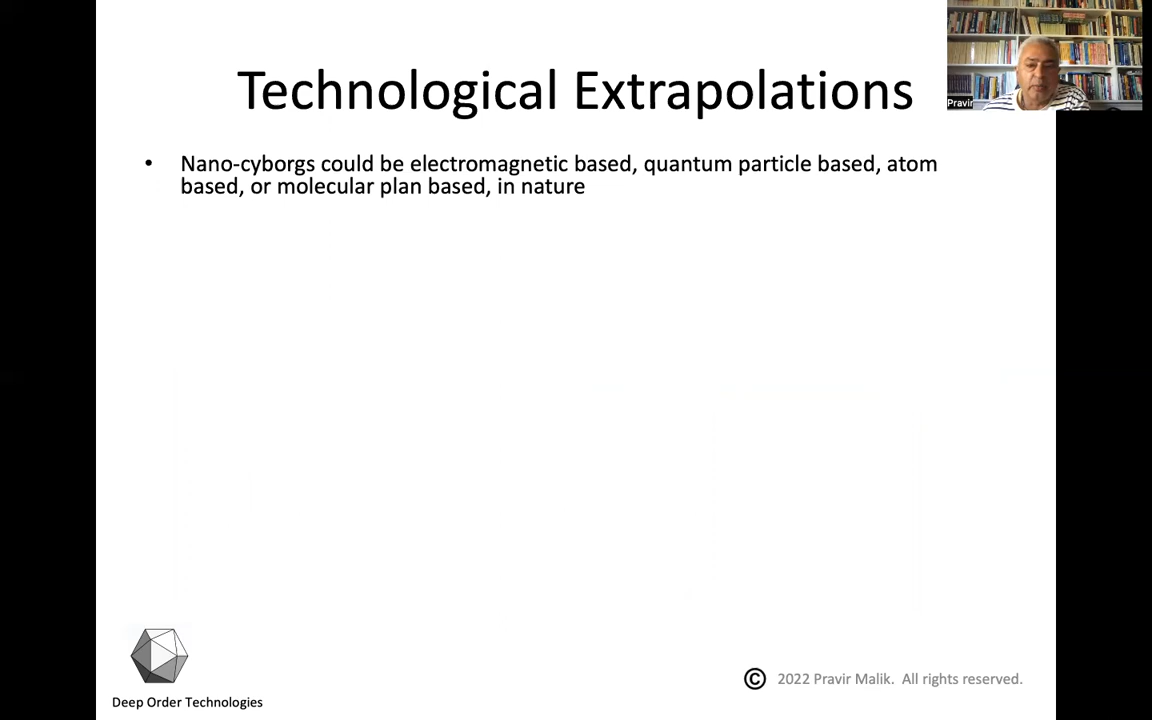 Technological Extrapolations
Pravir
• Nano-cyborgs could be electromagnetic based, quantum particle based, atom
based, or molecular plan based, in nature
Deep Order Technologies
© 2022 Pravir Malik. All rights reserved.